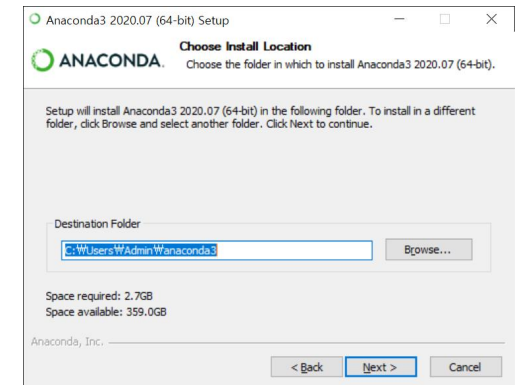 Anaconda3 2020.07 (64-bit) Setup
ANACONDA.
Choose Install Location
Choose the folder in which to install Anaconda3 2020.07 (64-bit).
Setup will install Anaconda3 2020.07 (64-bit) in the following folder. To install in a different
folder, click Browse and select another folder. Click Next to continue.
Destination Folder
C:₩Users₩Admin₩anaconda3
Browse...
Space required: 2.7GB
Space available: 359.0GB
Anaconda, Inc.
< Back
Next >
Cancel